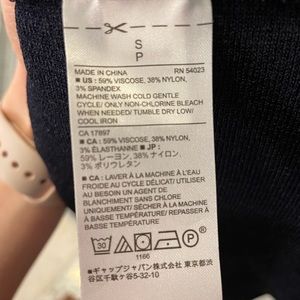 S
P
MADE IN CHINA RN 54023
■ US : 59% VISCOSE, 38% NYLON,
3% SPANDEX
MACHINE WASH COLD GENTLE
CYCLE/ ONLY NON-CHLORINE BLEACH
WHEN NEEDED/ TUMBLE DRY LOW/
COOL IRON
CA 17897
■ CA : 59% VISCOSE, 38% NYLON,
3% ÉLASTHANNE ■ JP :
59% レーヨン, 38% ナイロン,
3% ポリウレタン
■ CA : LAVER À LA MACHINE À L'EAU
FROIDE AU CYCLE DÉLICAT/ UTILISER
AU BESOIN UN AGENT DE
BLANCHIMENT SANS CHLORE
UNIQUEMENT/ SÉCHER À LA MACHINE À
BASSE TEMPÉRATURE/ REPASSER À
BASSE TEMPÉRATURE
30 P
1166
■ギャップジャパン株式会社 東京都渋
谷区千駄ヶ谷5-32-10